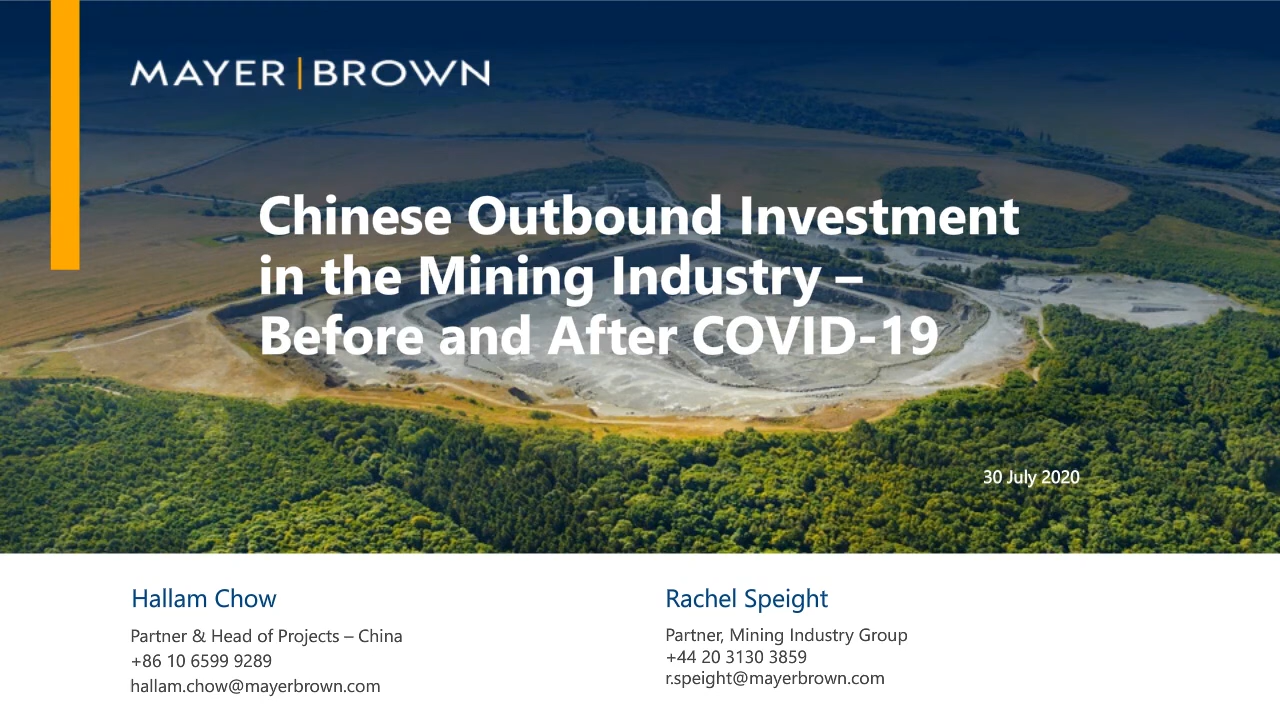 MAYER|BROWN
Chinese Outbound Investment
in the Mining Industry –
Before and After COVID-19
30 July 2020
Hallam Chow
Partner & Head of Projects – China
+86 10 6599 9289
hallam.chow@mayerbrown.com
Rachel Speight
Partner, Mining Industry Group
+44 20 3130 3859
r.speight@mayerbrown.com